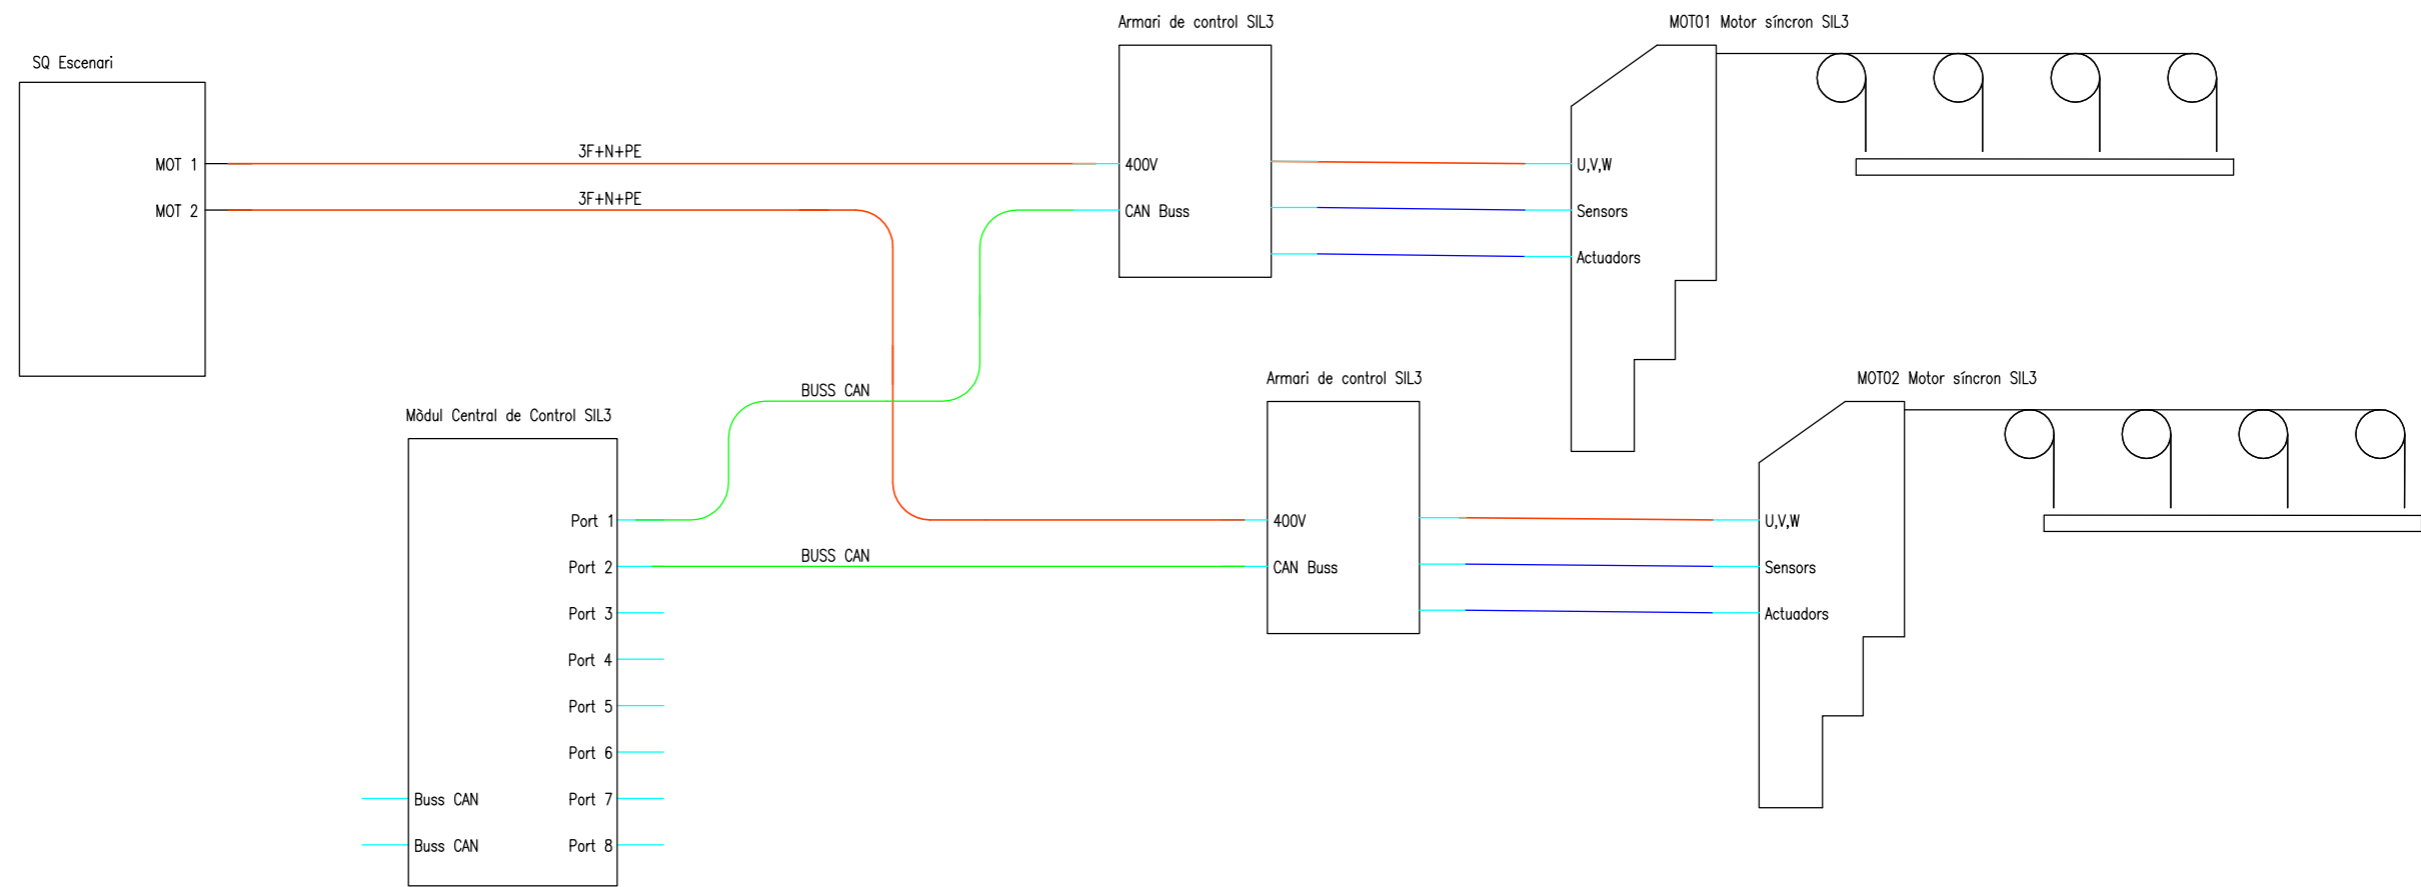 Armari de control SIL3
MOT01 Motor síncron SIL3
SQ Escenari
3F+N+PE
MOT 1
400V
U,V,W
3F+N+PE
MOT 2
CAN Buss
Sensors
Actuadors
Armari de control SIL3
MOT02 Motor síncron SIL3
BUSS CAN
Mòdul Central de Control SIL3
Port 1
400V
U,V,W
BUSS CAN
Port 2
CAN Buss
Sensors
Port 3
Actuadors
Port 4
Port 5
Port 6
Buss CAN
Port 7
Buss CAN
Port 8